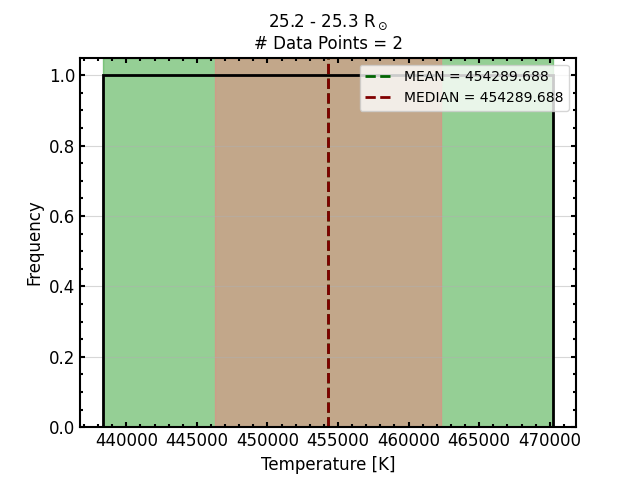 25.2 - 25.3 R⊙
# Data Points = 2
MEAN = 454289.688
MEDIAN = 454289.688
1.0
0.8
0.6
0.4
0.2
0.0
Frequency
440000 445000 450000 455000 460000 465000 470000
Temperature [K]